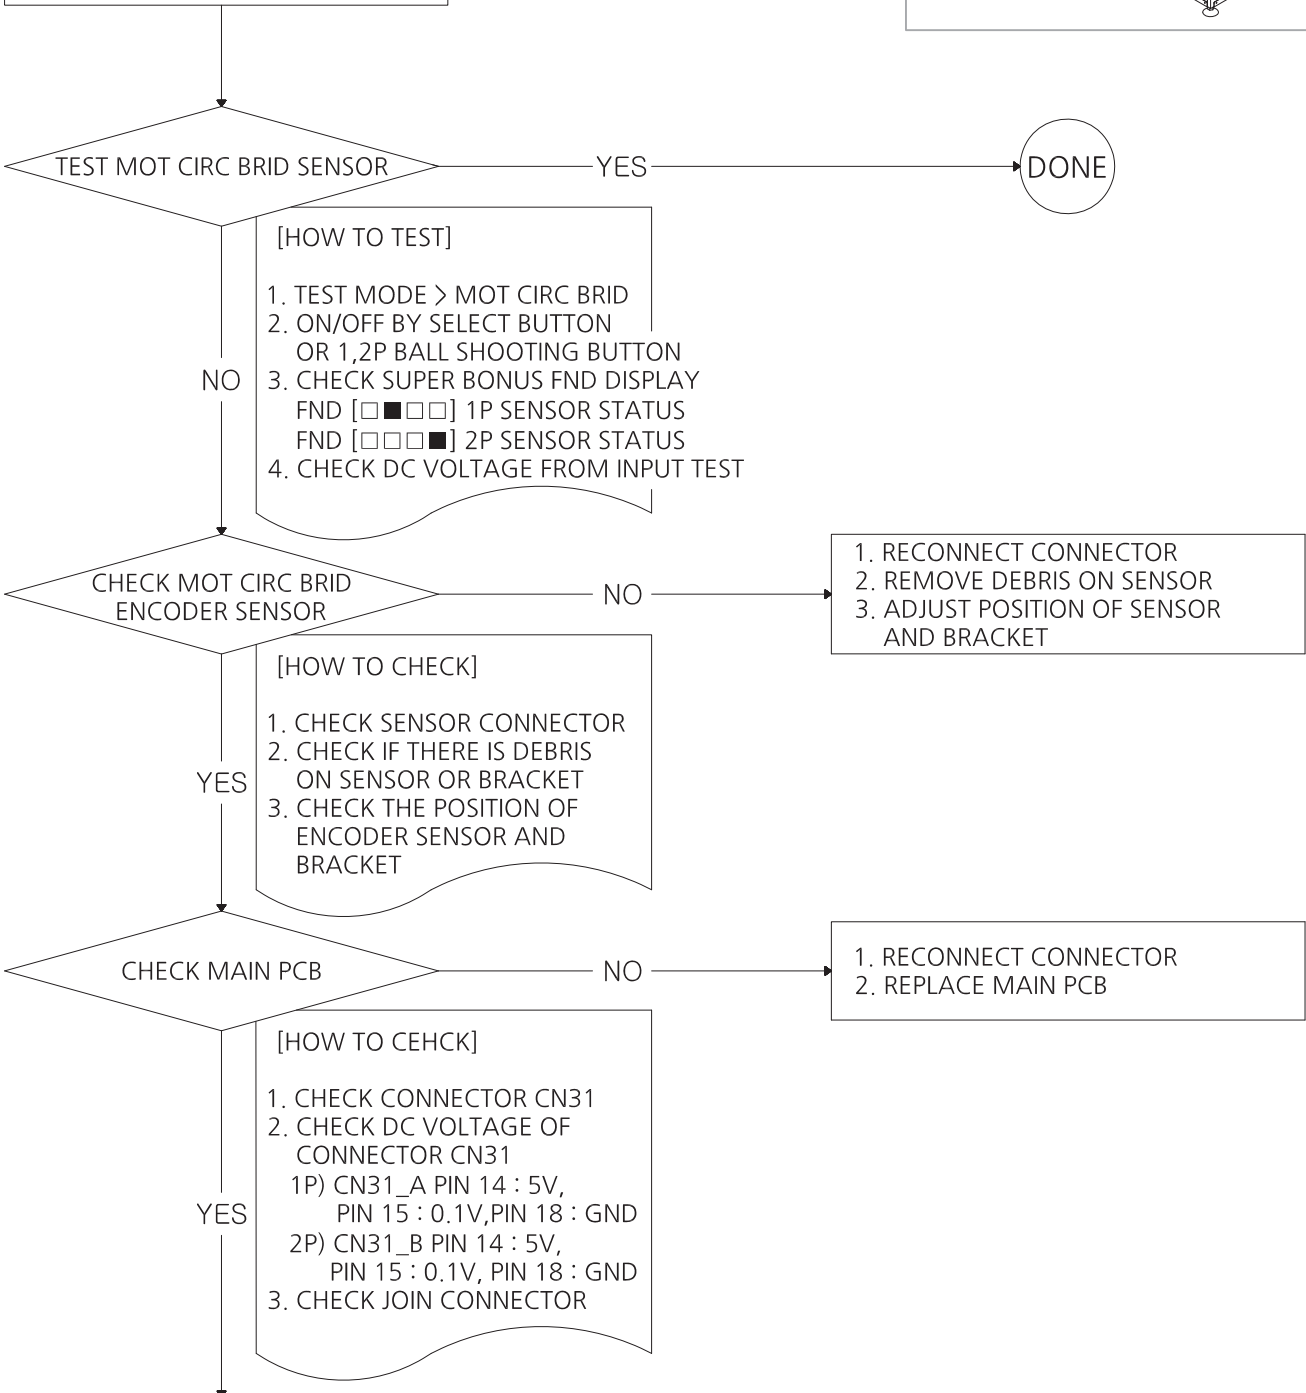 TEST MOT CIRC BRID SENSOR
YES
DONE
[HOW TO TEST]
1. TEST MODE > MOT CIRC BRID
2. ON/OFF BY SELECT BUTTON
OR 1,2P BALL SHOOTING BUTTON
3. CHECK SUPER BONUS FND DISPLAY
FND [□■□□] 1P SENSOR STATUS
FND [□□□■] 2P SENSOR STATUS
4. CHECK DC VOLTAGE FROM INPUT TEST
NO
CHECK MOT CIRC BRID
ENCODER SENSOR
NO
1. RECONNECT CONNECTOR
2. REMOVE DEBRIS ON SENSOR
3. ADJUST POSITION OF SENSOR
AND BRACKET
[HOW TO CHECK]
1. CHECK SENSOR CONNECTOR
2. CHECK IF THERE IS DEBRIS
ON SENSOR OR BRACKET
3. CHECK THE POSITION OF
ENCODER SENSOR AND
BRACKET
YES
CHECK MAIN PCB
NO
1. RECONNECT CONNECTOR
2. REPLACE MAIN PCB
[HOW TO CEHCK]
1. CHECK CONNECTOR CN31
2. CHECK DC VOLTAGE OF
CONNECTOR CN31
1P) CN31_A PIN 14 : 5V,
PIN 15 : 0.1V,PIN 18 : GND
2P) CN31_B PIN 14 : 5V,
PIN 15 : 0.1V, PIN 18 : GND
3. CHECK JOIN CONNECTOR
YES